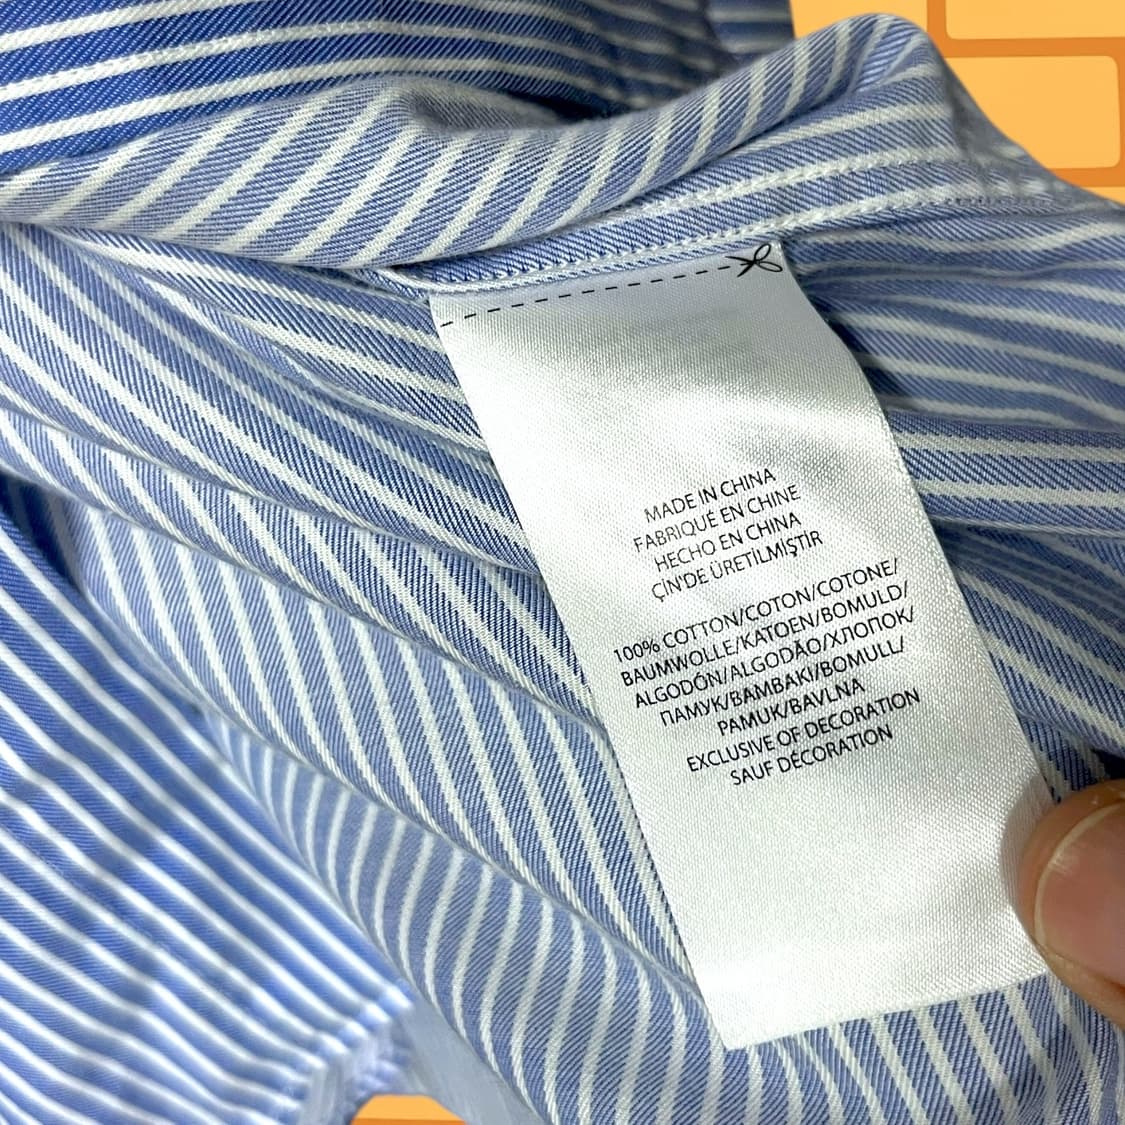 MADE IN CHINA
FABRIQUÉ EN CHINE
HECHO EN CHINA
ÇİN'DE ÜRETİLMİŞTİR
100% COTTON/COTON/COTONE/
BAUMWOLLE/KATOEN/BOMULD/
ALGODÓN/ALGODÃO/ХЛОПОК/
ПАМУК/ΒΑΜΒΑΚΙ/BOMULL/
PAMUK/BAVLNA
EXCLUSIVE OF DECORATION
SAUF DÉCORATION